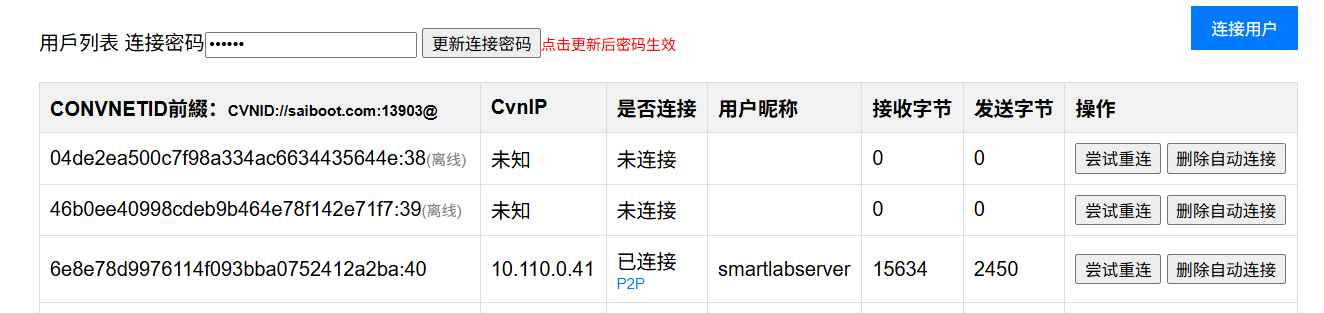 连接用户
用戶列表 连接密码 •••••• 更新连接密码 点击更新后密码生效
CONVNETID前綴：CVNID://saiboot.com:13903@ CvnIP 是否连接 用户昵称 接收字节 发送字节 操作
04de2ea500c7f98a334ac6634435644e:38(离线) 未知 未连接 0 0 尝试重连 删除自动连接
46b0ee40998cdeb9b464e78f142e71f7:39(离线) 未知 未连接 0 0 尝试重连 删除自动连接
6e8e78d9976114f093bba0752412a2ba:40 10.110.0.41 已连接 smartlabserver 15634 2450 尝试重连 删除自动连接
P2P